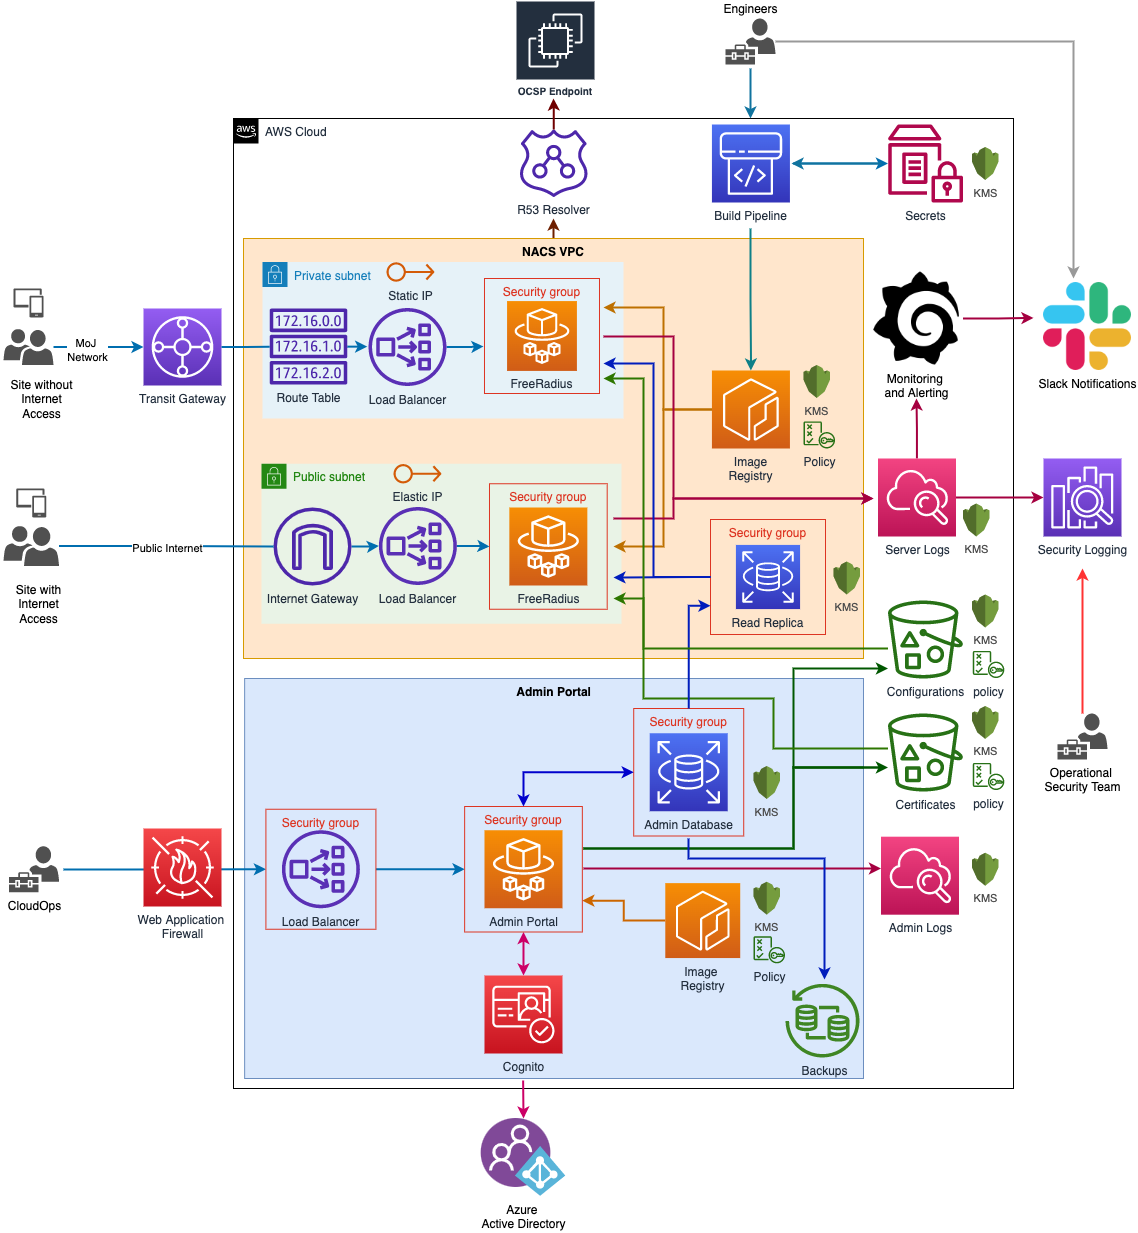 Engineers
OCSP Endpoint
aws
AWS Cloud
R53 Resolver
Build Pipeline
Secrets
KMS
NACS VPC
Private subnet
Static IP
Security group
172.16.0.0
172.16.1.0
172.16.2.0
Route Table
Load Balancer
FreeRadius
MoJ
Network
Site without
Internet
Access
Transit Gateway
KMS
Policy
Image
Registry
Monitoring
and Alerting
Slack Notifications
Public subnet
Elastic IP
Security group
Internet Gateway
Load Balancer
FreeRadius
Public Internet
Site with
Internet
Access
Security group
Read Replica
KMS
Server Logs
KMS
Security Logging
Configurations
KMS
policy
Admin Portal
Security group
Admin Database
KMS
Certificates
KMS
policy
Operational
Security Team
CloudOps
Web Application
Firewall
Security group
Load Balancer
Security group
Admin Portal
Image
Registry
KMS
Policy
Admin Logs
KMS
Cognito
Backups
Azure
Active Directory